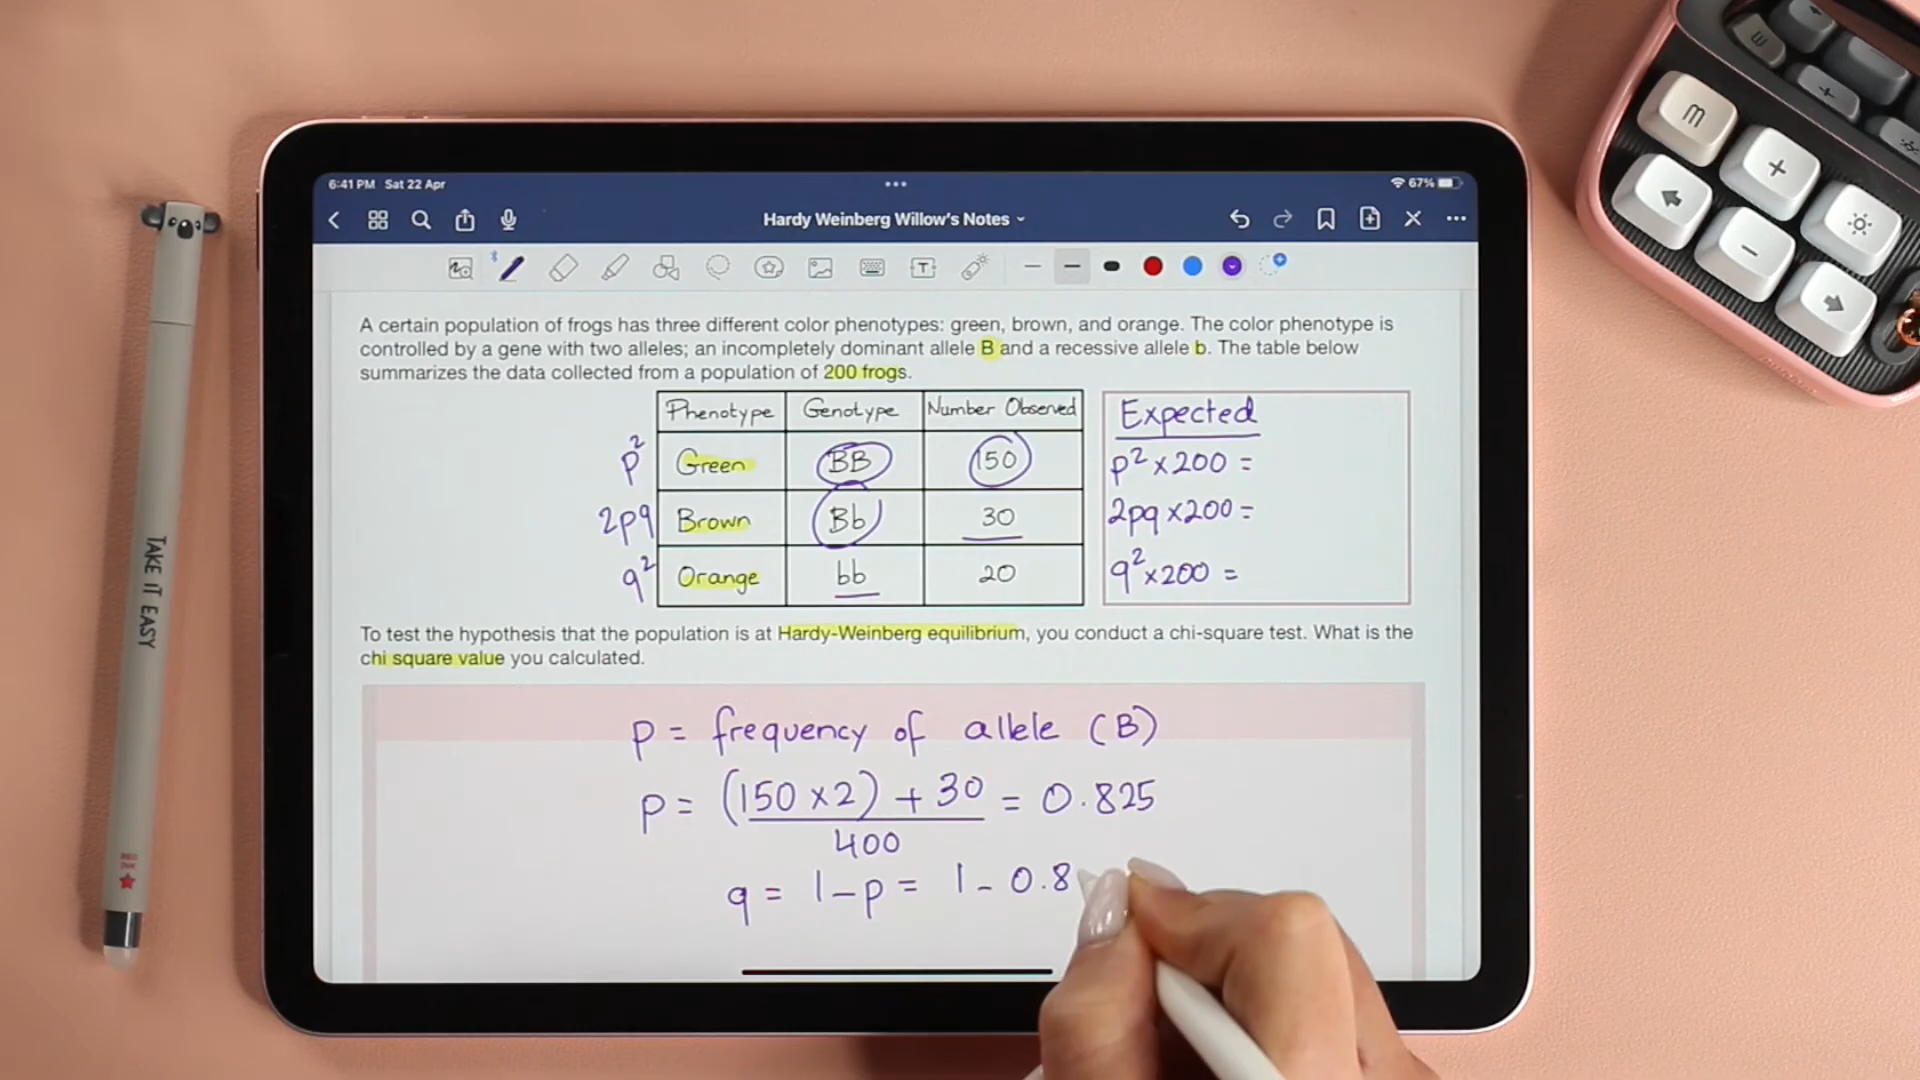 6:41 PM Sat 22 Apr
67%
Hardy Weinberg Willow's Notes
A certain population of frogs has three different color phenotypes: green, brown, and orange. The color phenotype is
controlled by a gene with two alleles; an incompletely dominant allele B and a recessive allele b. The table below
summarizes the data collected from a population of 200 frogs.
Phenotype Genotype Number Observed
p² Green BB 150
2pq Brown Bb 30
q² Orange bb 20
Expected
p² x 200 =
2pq x 200 =
q² x 200 =
To test the hypothesis that the population is at Hardy-Weinberg equilibrium, you conduct a chi-square test. What is the
chi square value you calculated.
p = frequency of allele (B)
p = (150 x 2) + 30 = 0.825
400
q = 1 - p = 1 - 0.8
TAKE IT EASY
M
+
-